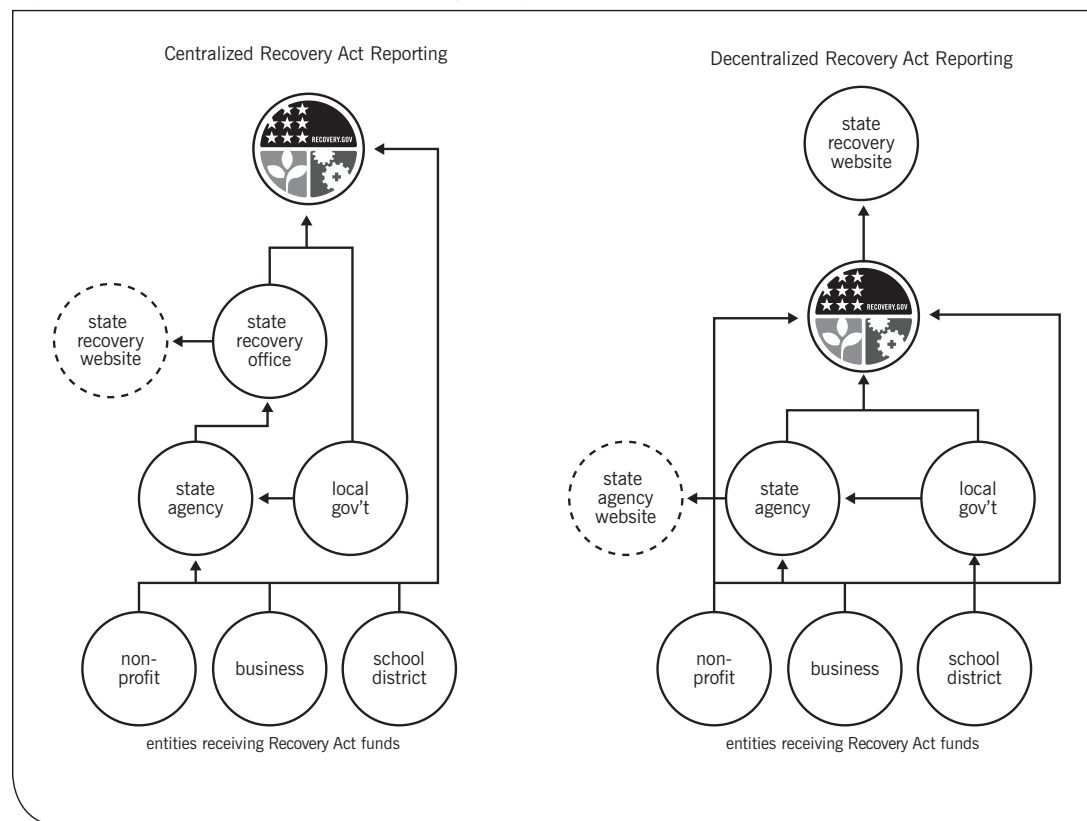 Centralized Recovery Act Reporting
RECOVERY.GOV
state
recovery
website
state
recovery
office
state
agency
local
gov't
non-
profit
business
school
district
entities receiving Recovery Act funds
Decentralized Recovery Act Reporting
state
recovery
website
RECOVERY.GOV
state
agency
website
state
agency
local
gov't
non-
profit
business
school
district
entities receiving Recovery Act funds